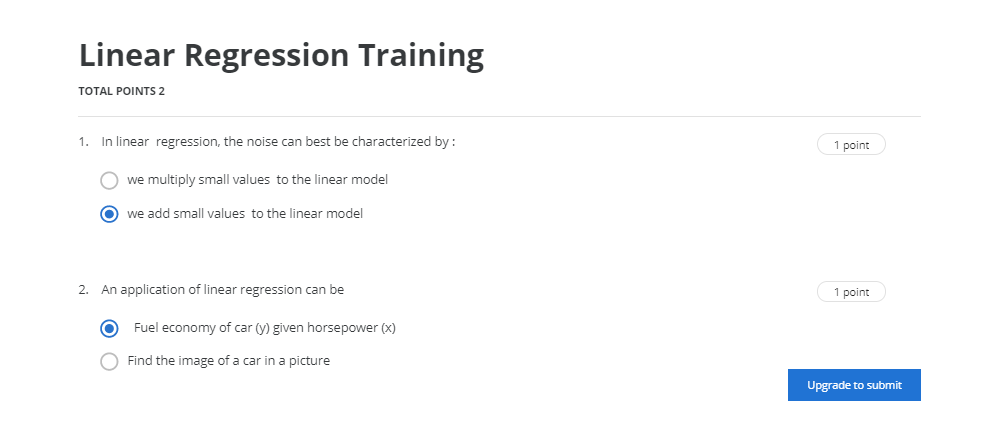 Linear Regression Training
TOTAL POINTS 2
1. In linear regression, the noise can best be characterized by :
1 point
we multiply small values to the linear model
we add small values to the linear model
2. An application of linear regression can be
1 point
Fuel economy of car (y) given horsepower (x)
Find the image of a car in a picture
Upgrade to submit